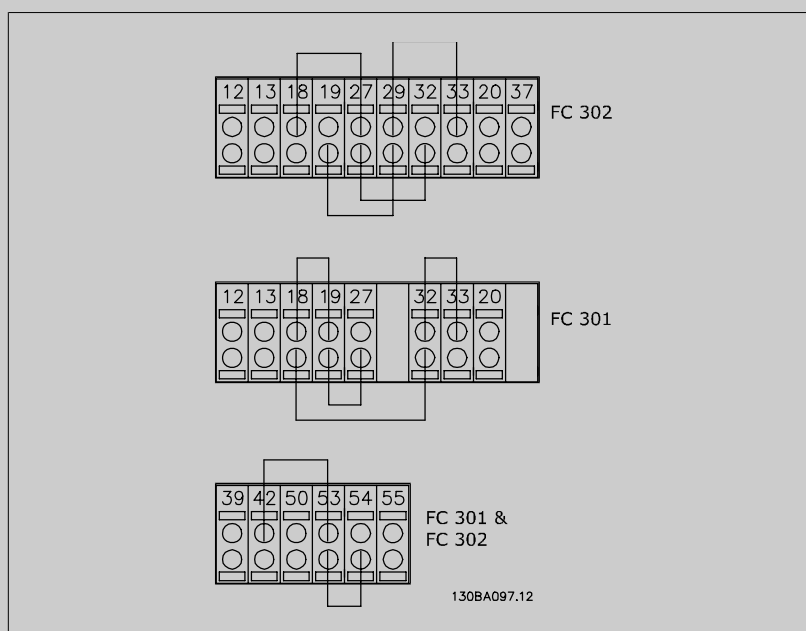 12 13 18 19 27 29 32 33 20 37
FC 302
12 13 18 19 27 32 33 20
FC 301
39 42 50 53 54 55
FC 301 &
FC 302
130BA097.12